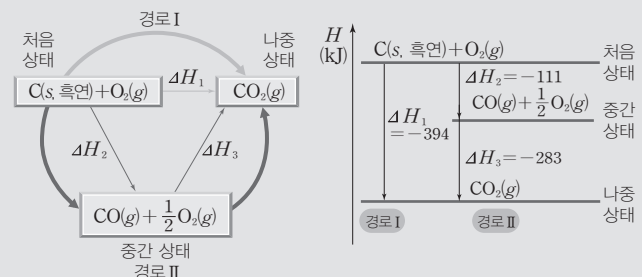 경로 I
처음
상태
나중
상태
C(s, 흑연)+O₂(g)
ΔH₁
CO₂(g)
ΔH₂
ΔH₃
CO(g)+1/2O₂(g)
중간 상태
경로 II
H
(kJ)
C(s, 흑연)+O₂(g)
처음
상태
ΔH₂=-111
CO(g)+1/2O₂(g)
중간
상태
ΔH₁
=-394
ΔH₃=-283
CO₂(g)
나중
상태
경로 I
경로 II